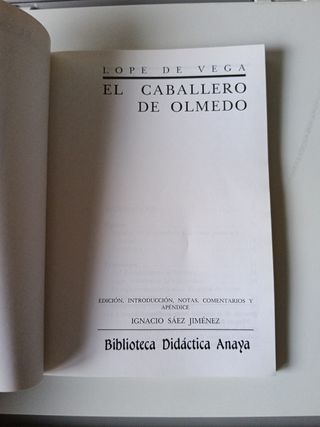 LOPE DE VEGA
EL CABALLERO
DE OLMEDO
EDICIÓN, INTRODUCCIÓN, NOTAS, COMENTARIOS Y
APÉNDICE
IGNACIO SÁEZ JIMÉNEZ
Biblioteca Didáctica Anaya